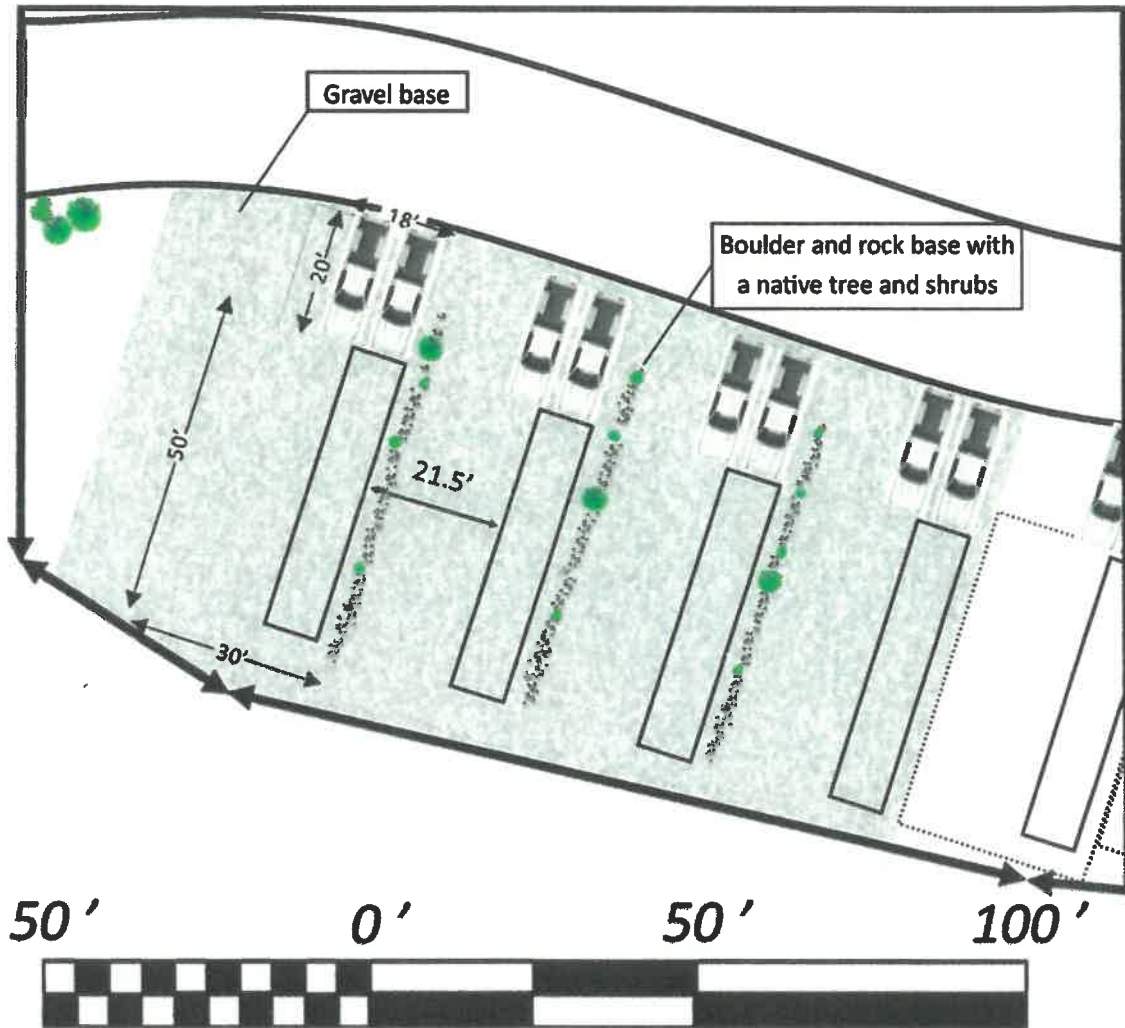 Gravel base
18'
20'
Boulder and rock base with
a native tree and shrubs
50'
21.5'
30'
50 ' 0 ' 50 ' 100 '